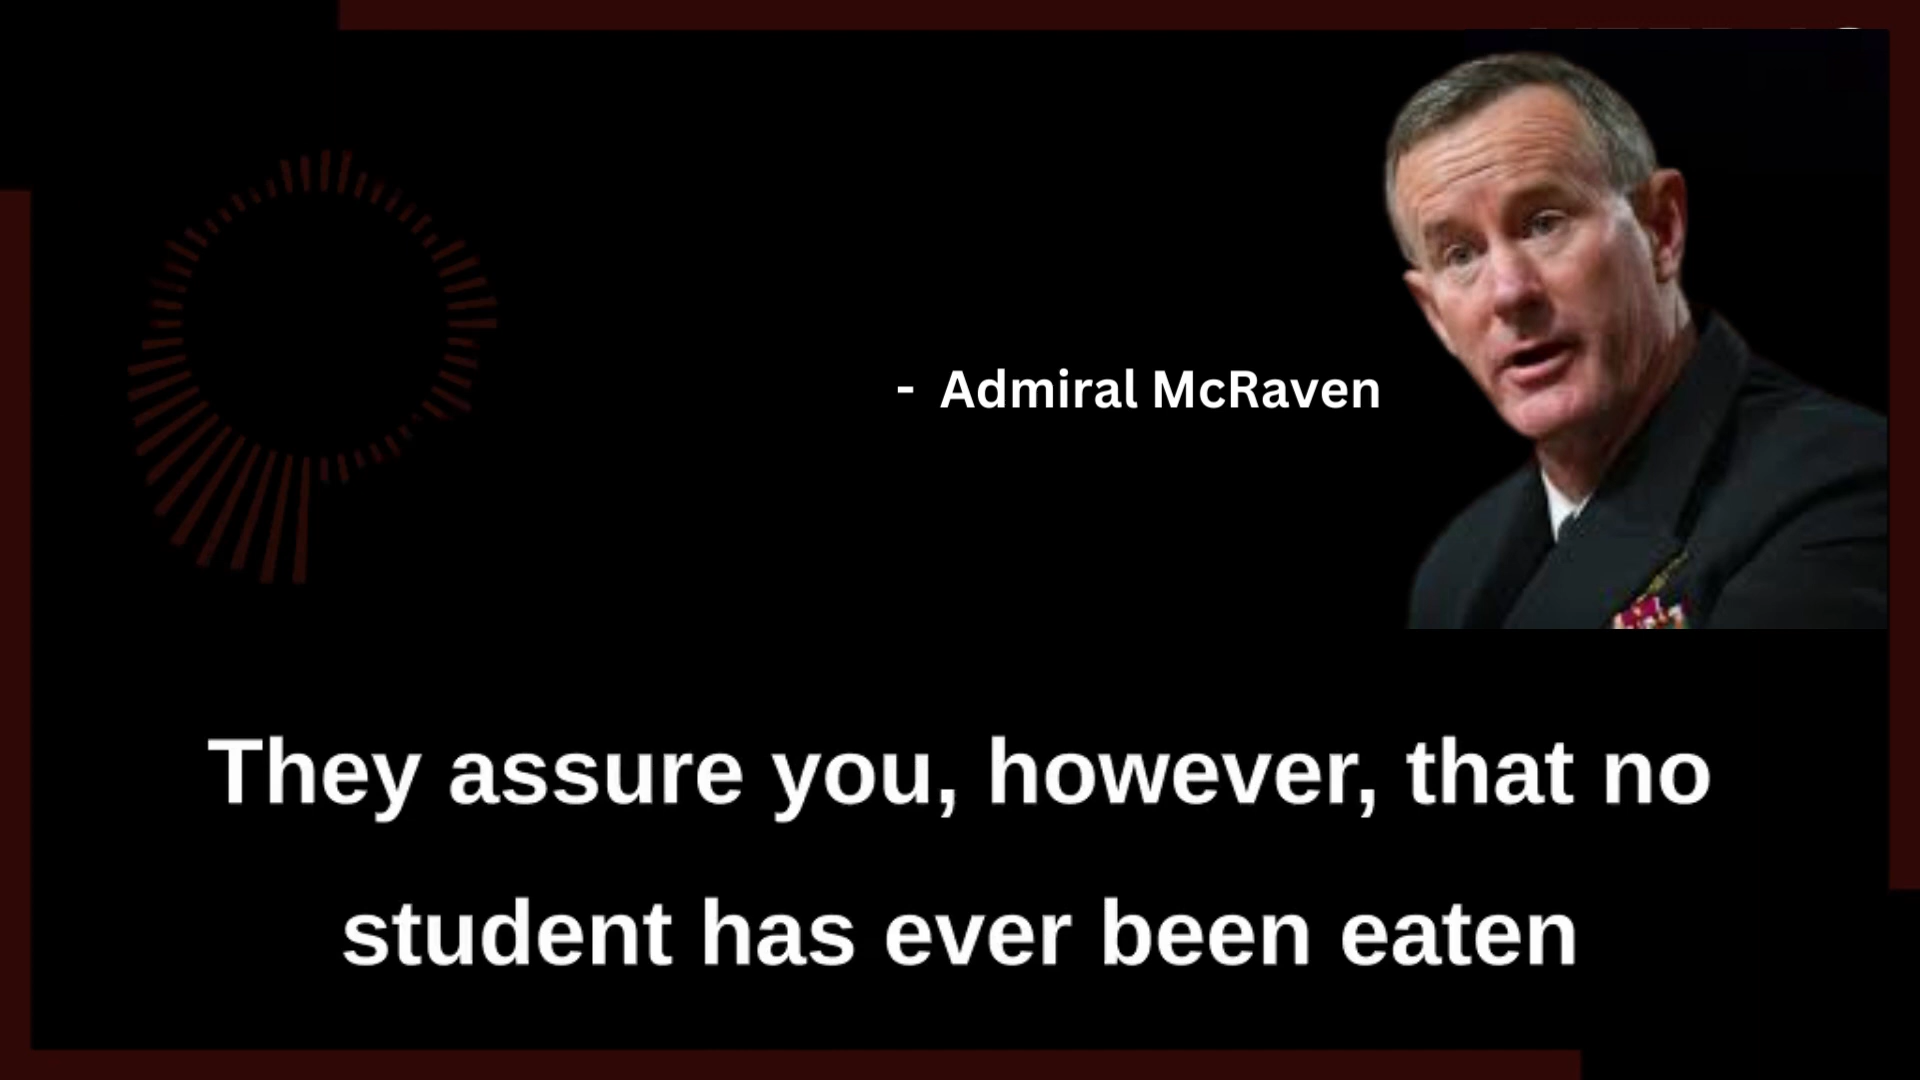 - Admiral McRaven
They assure you, however, that no
student has ever been eaten